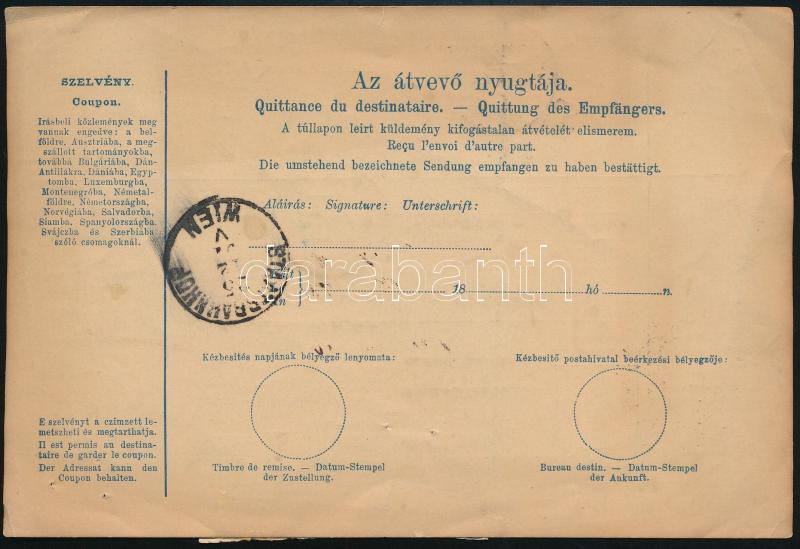 SZELVÉNY.
Coupon.
Irásbeli közlemények meg
vannak engedve: a bel-
földre, Ausztriába, a meg-
szállott tartományokba,
továbbá Bulgáriába, Dán-
Antillákra, Dániába, Egyp-
tomba, Luxemburgba,
Montenegróba, Németal-
földre, Németországba,
Norvégiába, Salvadorba,
Siamba, Spanyolországba,
Svájczba és Szerbiába
szóló csomagoknál.
E szelvényt a czímzett le-
metszheti és megtarthatja.
Il est permis au destina-
taire de garder le coupon.
Der Adressat kann den
Coupon behalten.
Az átvevő nyugtája.
Quittance du destinataire. — Quittung des Empfängers.
A túllapon leirt küldemény kifogástalan átvételét elismerem.
Reçu l'envoi d'autre part.
Die umstehend bezeichnete Sendung empfangen zu haben bestättigt.
Aláirás: Signature: Unterschrift:
WIEN
STAATSBAHNHOF
18 hó n.
darabanth
Kézbesités napjának bélyegző lenyomata:
Timbre de remise. — Datum-Stempel
der Zustellung.
Kézbesitő postahivatal beérkezési bélyegzője:
Bureau destin. — Datum-Stempel
der Ankunft.